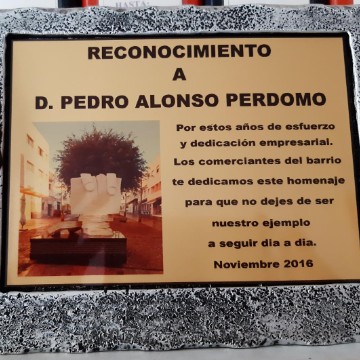 HASTA:
RECONOCIMIENTO
A
D. PEDRO ALONSO PERDOMO
Por estos años de esfuerzo
y dedicación empresarial.
Los comerciantes del barrio
te dedicamos este homenaje
para que no dejes de ser
nuestro ejemplo
a seguir dia a dia.
Noviembre 2016